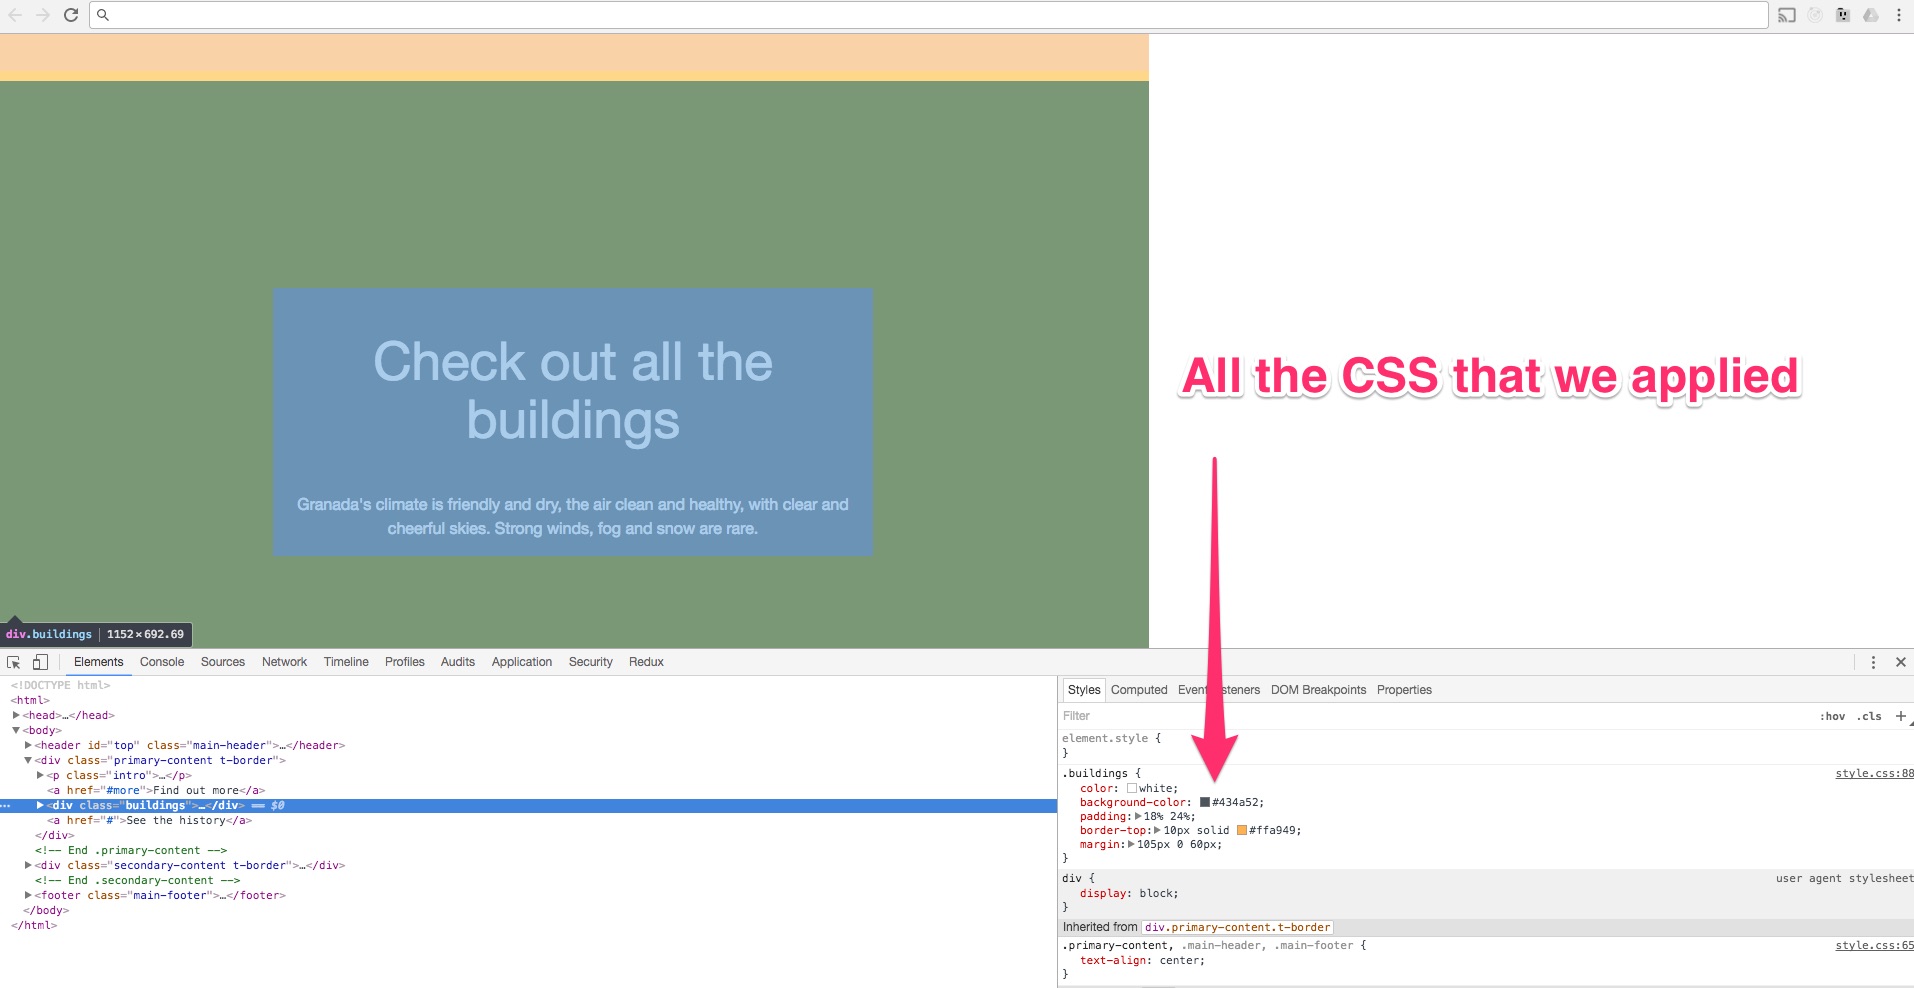 Check out all the
buildings
Granada's climate is friendly and dry, the air clean and healthy, with clear and
cheerful skies. Strong winds, fog and snow are rare.
All the CSS that we applied
div.buildings | 1152×692.69
Elements Console Sources Network Timeline Profiles Audits Application Security Redux
<!DOCTYPE html>
<html>
▶<head>…</head>
▼<body>
▶<header id="top" class="main-header">…</header>
▼<div class="primary-content t-border">
▶<p class="intro">…</p>
<a href="#more">Find out more</a>
▶<div class="buildings">…</div> == $0
<a href="#">See the history</a>
</div>
<!-- End .primary-content -->
▶<div class="secondary-content t-border">…</div>
<!-- End .secondary-content -->
▶<footer class="main-footer">…</footer>
</body>
</html>
Styles Computed Event Listeners DOM Breakpoints Properties
Filter :hov .cls +
element.style {
}
.buildings { style.css:88
color: white;
background-color: #434a52;
padding:▶18% 24%;
border-top:▶10px solid #ffa949;
margin:▶105px 0 60px;
}
div { user agent stylesheet
display: block;
}
Inherited from div.primary-content.t-border
.primary-content, .main-header, .main-footer { style.css:65
text-align: center;
}